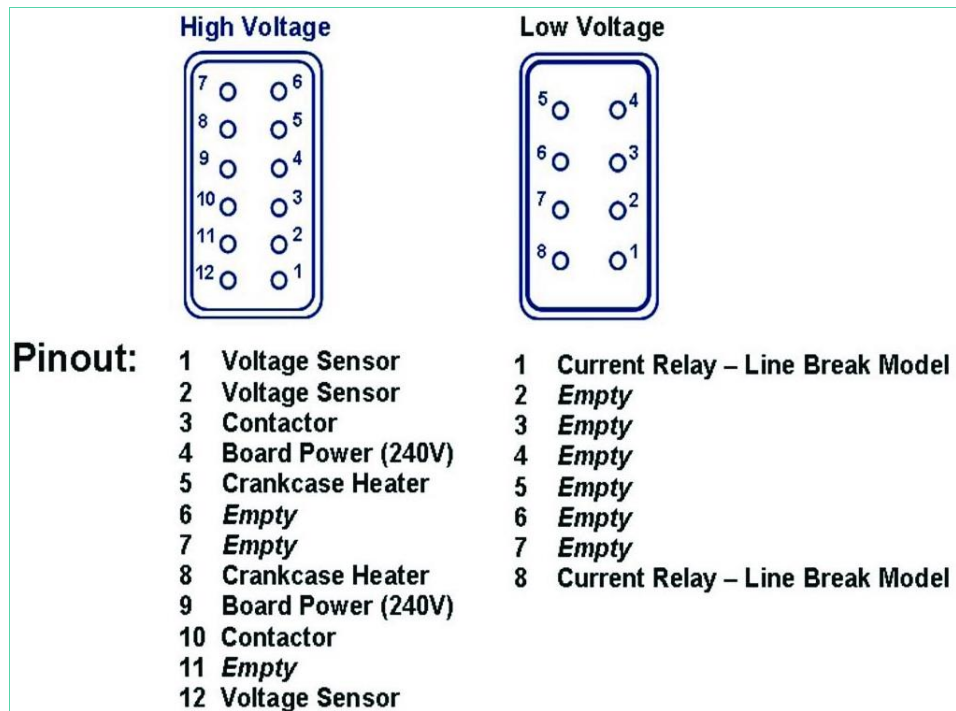 High Voltage
7 6
8 5
9 4
10 3
11 2
12 1
Low Voltage
5 4
6 3
7 2
8 1
Pinout:
1 Voltage Sensor
2 Voltage Sensor
3 Contactor
4 Board Power (240V)
5 Crankcase Heater
6 Empty
7 Empty
8 Crankcase Heater
9 Board Power (240V)
10 Contactor
11 Empty
12 Voltage Sensor
1 Current Relay – Line Break Model
2 Empty
3 Empty
4 Empty
5 Empty
6 Empty
7 Empty
8 Current Relay – Line Break Model